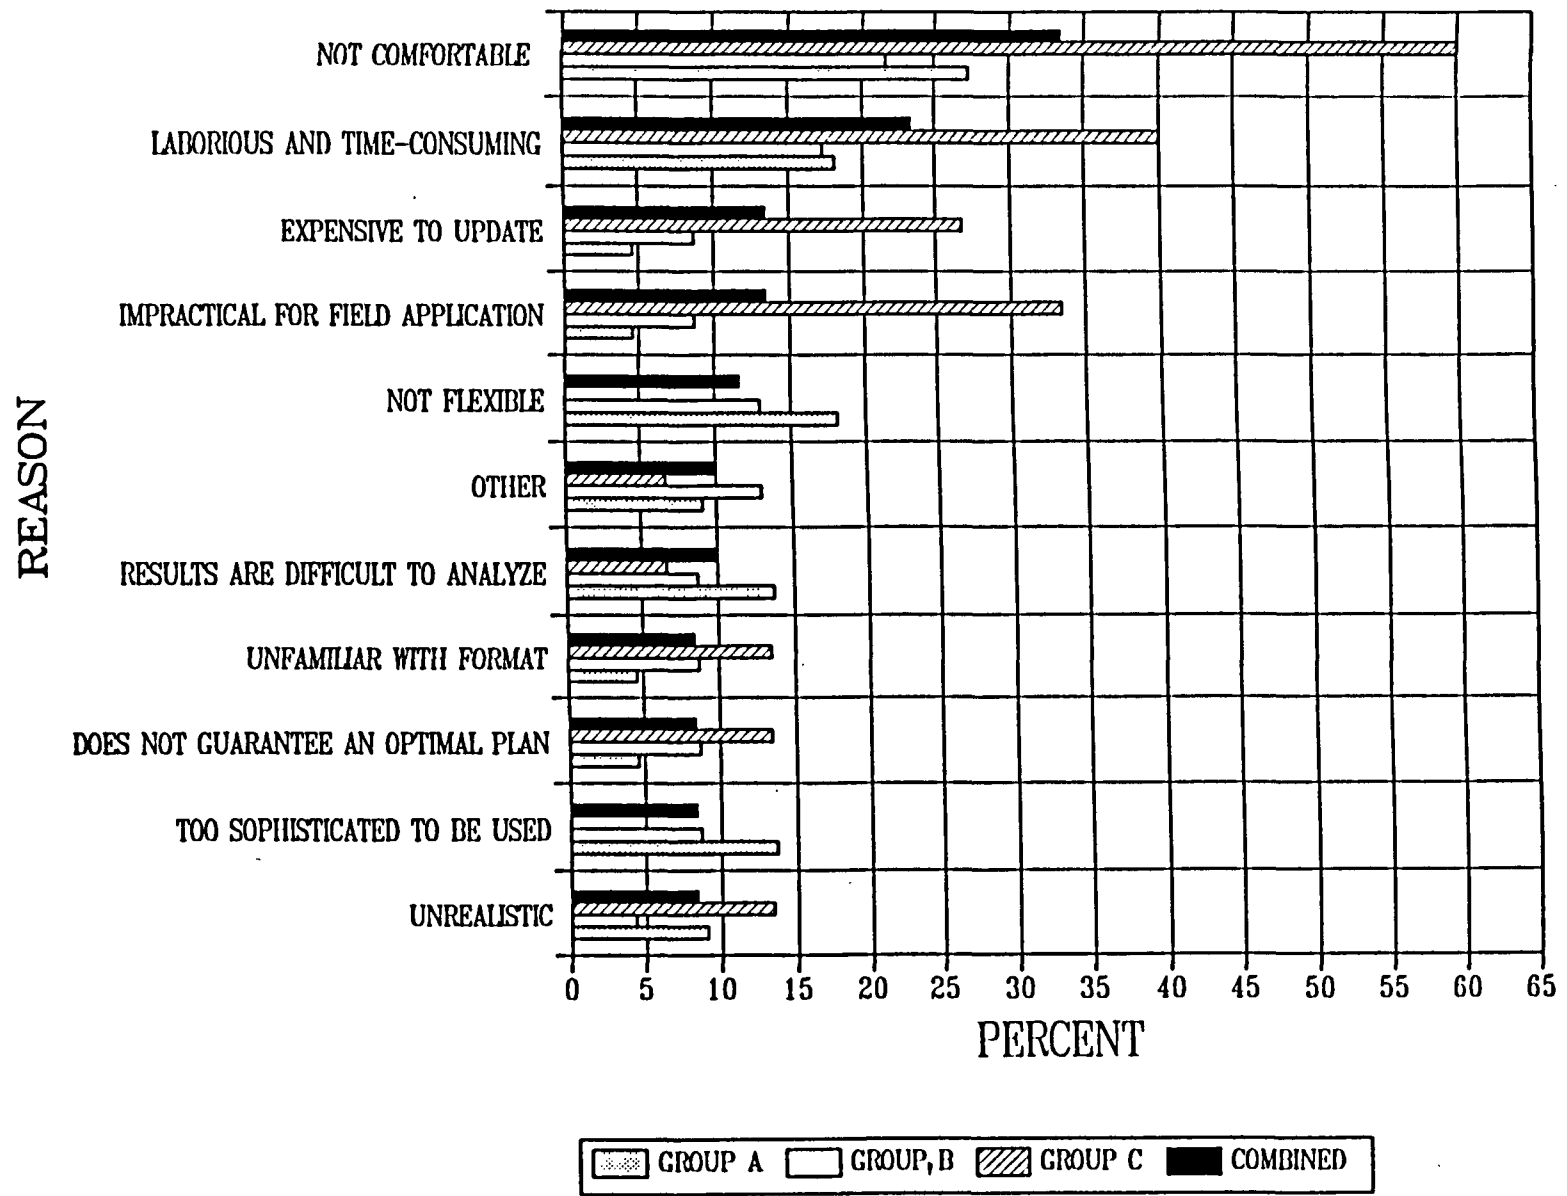 NOT COMFORTABLE
LABORIOUS AND TIME-CONSUMING
EXPENSIVE TO UPDATE
IMPRACTICAL FOR FIELD APPLICATION
NOT FLEXIBLE
OTHER
RESULTS ARE DIFFICULT TO ANALYZE
UNFAMILIAR WITH FORMAT
DOES NOT GUARANTEE AN OPTIMAL PLAN
TOO SOPHISTICATED TO BE USED
UNREALISTIC
REASON
0 5 10 15 20 25 30 35 40 45 50 55 60 65
PERCENT
GROUP A GROUP B GROUP C COMBINED